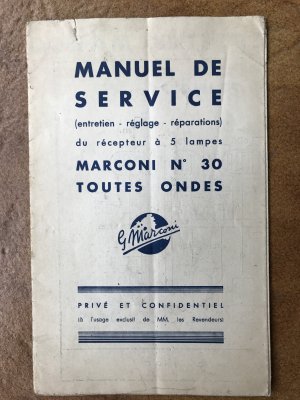 MANUEL DE
SERVICE
(entretien - réglage - réparations)
du récepteur à 5 lampes
MARCONI N° 30
TOUTES ONDES
G Marconi
PRIVÉ ET CONFIDENTIEL
(à l'usage exclusif de MM. les Revendeurs)